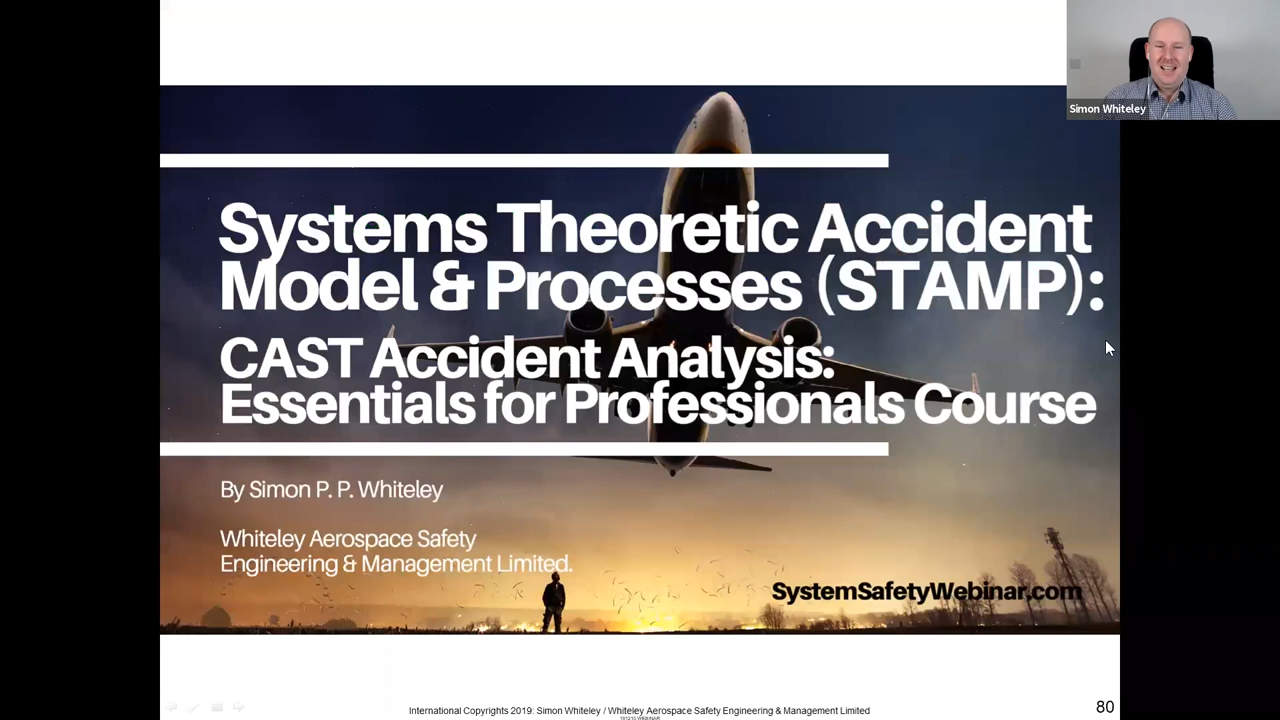 Simon Whiteley
Systems Theoretic Accident
Model & Processes (STAMP):
CAST Accident Analysis:
Essentials for Professionals Course
By Simon P. P. Whiteley
Whiteley Aerospace Safety
Engineering & Management Limited.
SystemSafetyWebinar.com
International Copyrights 2019: Simon Whiteley / Whiteley Aerospace Safety Engineering & Management Limited
80